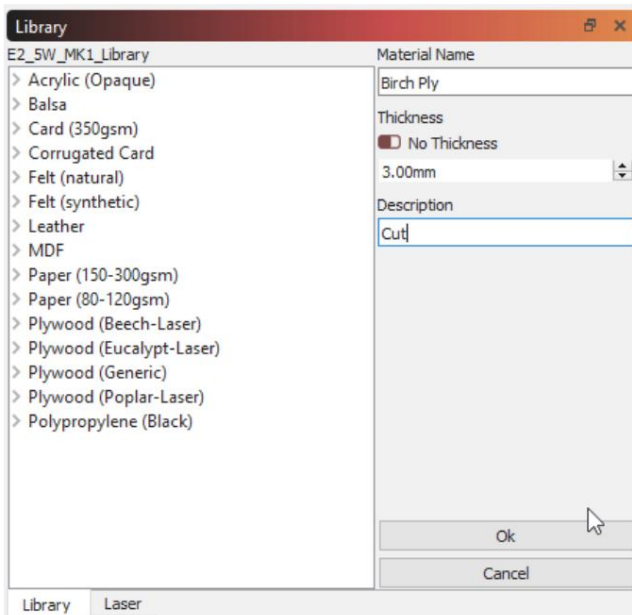 Library
E2_5W_MK1_Library
Acrylic (Opaque)
Balsa
Card (350gsm)
Corrugated Card
Felt (natural)
Felt (synthetic)
Leather
MDF
Paper (150-300gsm)
Paper (80-120gsm)
Plywood (Beech-Laser)
Plywood (Eucalypt-Laser)
Plywood (Generic)
Plywood (Poplar-Laser)
Polypropylene (Black)
Material Name
Birch Ply
Thickness
No Thickness
3.00mm
Description
Cut
Ok
Cancel
Library Laser